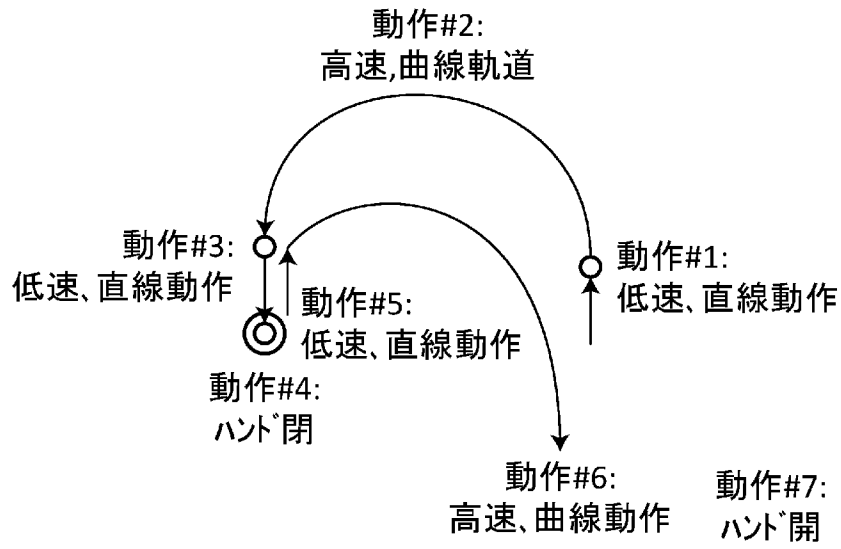 動作#2:
高速,曲線軌道
動作#3:
低速、直線動作
動作#1:
低速、直線動作
動作#5:
低速、直線動作
動作#4:
ハンド閉
動作#6:
高速、曲線動作
動作#7:
ハンド開